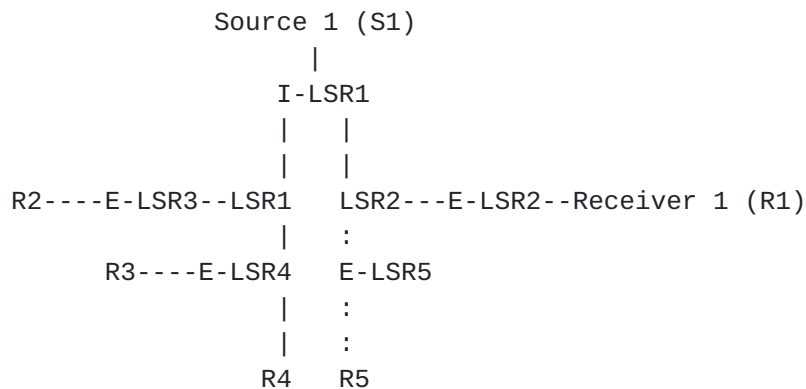 Source 1 (S1)
|
I-LSR1
| |
| |
R2----E-LSR3--LSR1 LSR2---E-LSR2--Receiver 1 (R1)
| :
R3----E-LSR4 E-LSR5
| :
| :
R4 R5